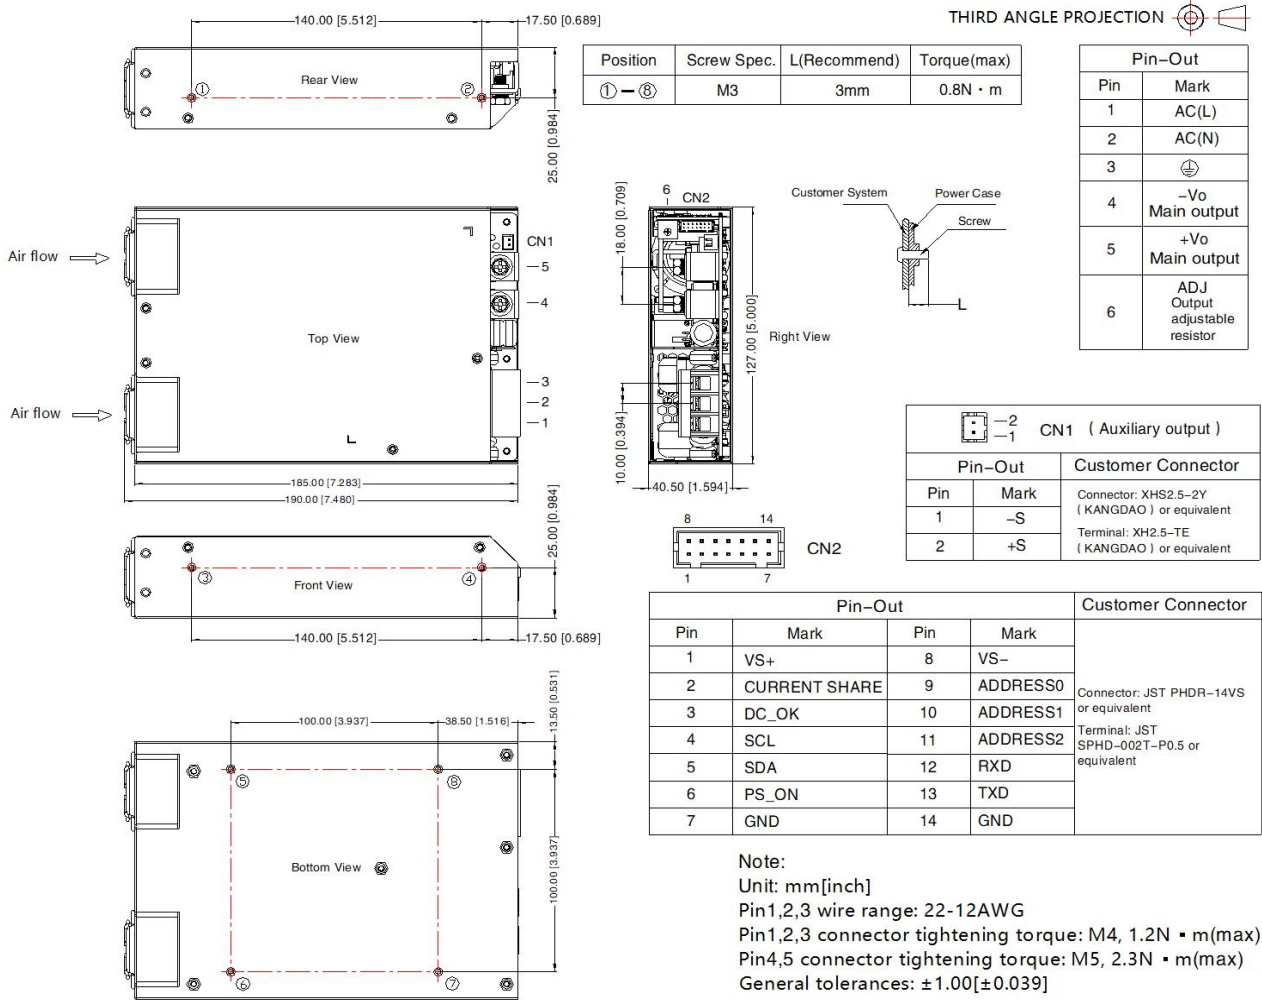 THIRD ANGLE PROJECTION
140.00 [5.512]
17.50 [0.689]
Rear View
① ②
25.00 [0.984]
Position Screw Spec. L(Recommend) Torque(max)
①－⑧ M3 3mm 0.8N・m
Pin-Out
Pin Mark
1 AC(L)
2 AC(N)
3
4 -Vo Main output
5 +Vo Main output
6 ADJ
Output
adjustable
resistor
Air flow
Air flow
Top View
CN1
5
4
3
2
1
185.00 [7.283]
190.00 [7.480]
6 CN2
18.00 [0.709]
10.00 [0.394]
127.00 [5.000]
40.50 [1.594]
Right View
Customer System
Power Case
Screw
L
2
1
CN1 ( Auxiliary output )
Pin-Out Customer Connector
Pin Mark
1 -S
2 +S
Connector: XHS2.5-2Y
( KANGDAO ) or equivalent
Terminal: XH2.5-TE
( KANGDAO ) or equivalent
25.00 [0.984]
Front View
③ ④
140.00 [5.512]
17.50 [0.689]
8 14
CN2
1 7
Pin-Out Customer Connector
Pin Mark Pin Mark
1 VS+ 8 VS-
2 CURRENT SHARE 9 ADDRESS0
3 DC_OK 10 ADDRESS1
4 SCL 11 ADDRESS2
5 SDA 12 RXD
6 PS_ON 13 TXD
7 GND 14 GND
Connector: JST PHDR-14VS
or equivalent
Terminal: JST
SPHD-002T-P0.5 or
equivalent
100.00 [3.937]
38.50 [1.516]
13.50 [0.531]
⑤ ⑧
Bottom View
100.00 [3.937]
⑥ ⑦
Note:
Unit: mm[inch]
Pin1,2,3 wire range: 22-12AWG
Pin1,2,3 connector tightening torque: M4, 1.2N ▪ m(max)
Pin4,5 connector tightening torque: M5, 2.3N ▪ m(max)
General tolerances: ±1.00[±0.039]